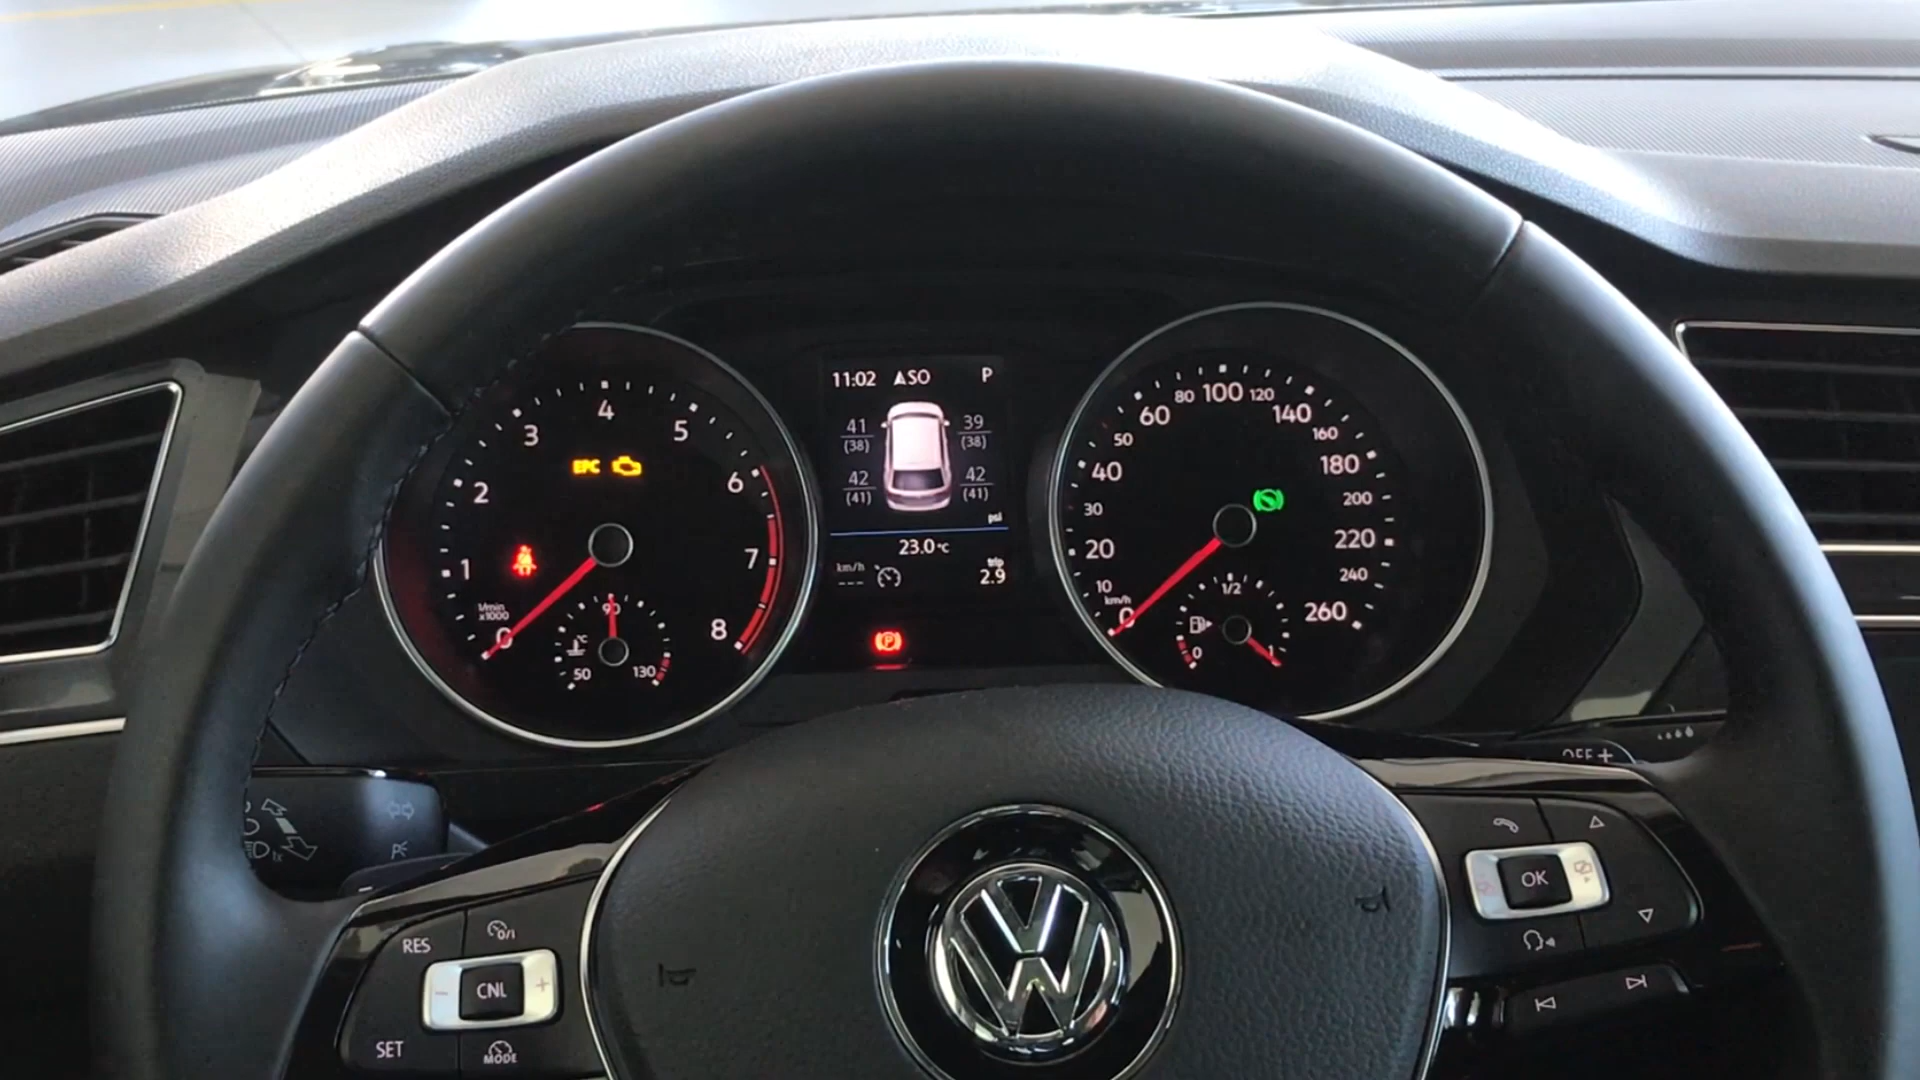 11:02 ASO P
41 39
(38) (38)
42 42
(41) (41)
psi
23.0 °C
km/h trip
--- 2.9
0 1 2 3 4 5 6 7 8
1/min
x1000
EPC
°C
50 90 130
P
0 10 20 30 40 50 60 80 100 120 140 160 180 200 220 240 260
km/h
0 1/2 1
OFF +
RES 0/I
- CNL +
SET MODE
OK